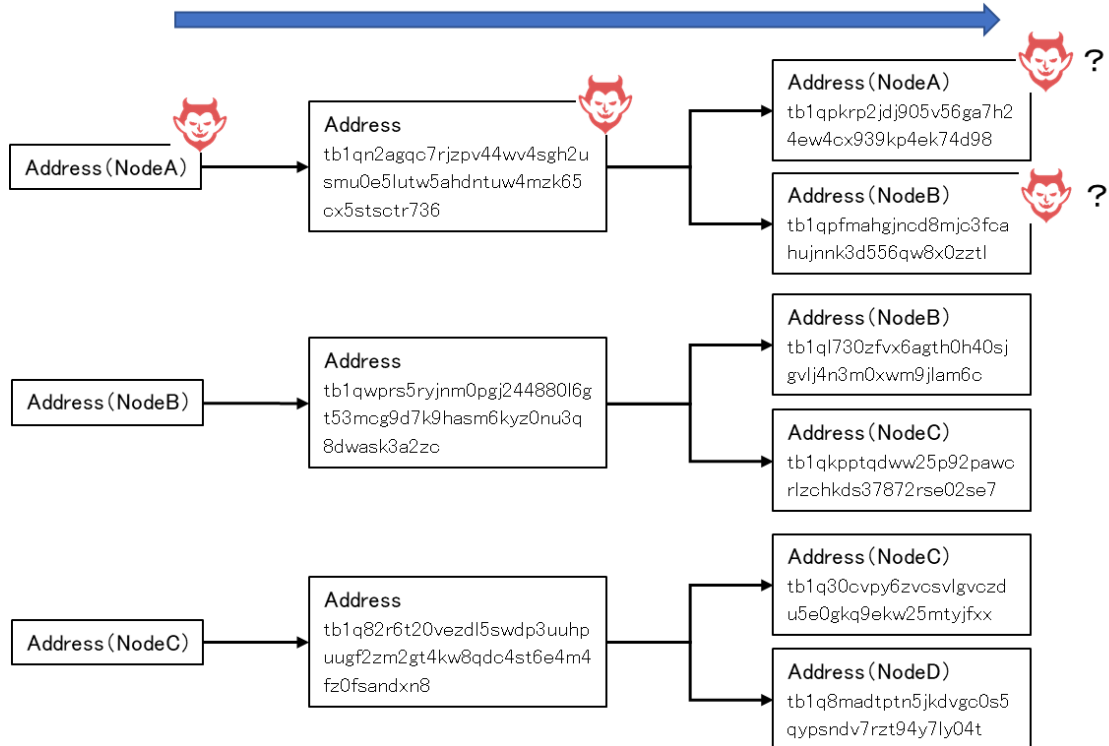 ?
Address(NodeA)
tb1qpkrp2jdj905v56ga7h2
4ew4cx939kp4ek74d98
Address(NodeA)
Address
tb1qn2agqc7rjzpv44wv4sgh2u
smu0e5lutw5ahdntuw4mzk65
cx5stsctr736
?
Address(NodeB)
tb1qpfmahgjncd8mjc3fca
hujnnk3d556qw8x0zztl
Address(NodeB)
Address
tb1qwprs5ryjnm0pgj244880l6g
t53mcg9d7k9hasm6kyz0nu3q
8dwask3a2zc
Address(NodeB)
tb1ql730zfvx6agth0h40sj
gvlj4n3m0xwm9jlam6c
Address(NodeC)
tb1qkpptqdww25p92pawc
rlzchkds37872rse02se7
Address(NodeC)
Address
tb1q82r6t20vezdl5swdp3uuhp
uugf2zm2gt4kw8qdc4st6e4m4
fz0fsandxn8
Address(NodeC)
tb1q30cvpy6zvcsvlgvczd
u5e0gkq9ekw25mtyjfxx
Address(NodeD)
tb1q8madtptn5jkdvgc0s5
qypsndv7rzt94y7ly04t